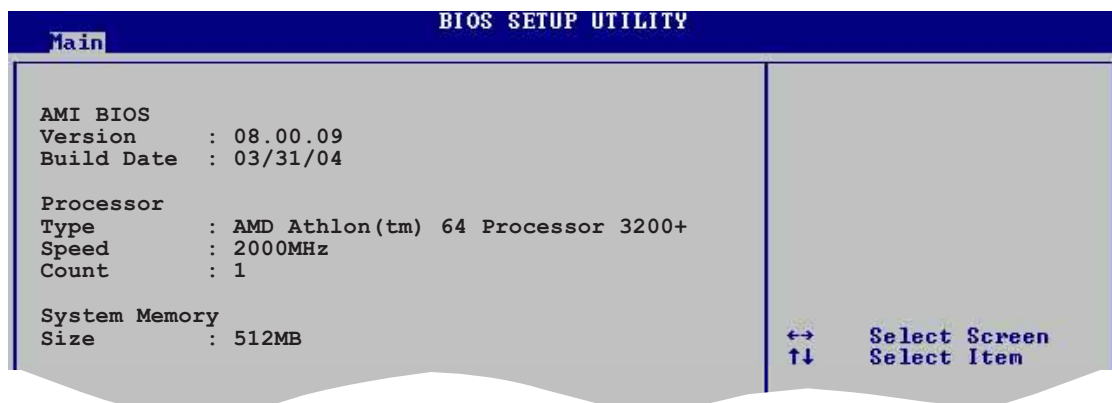 BIOS SETUP UTILITY
Main
AMI BIOS
Version : 08.00.09
Build Date : 03/31/04
Processor
Type : AMD Athlon(tm) 64 Processor 3200+
Speed : 2000MHz
Count : 1
System Memory
Size : 512MB
←→ Select Screen
↑↓ Select Item